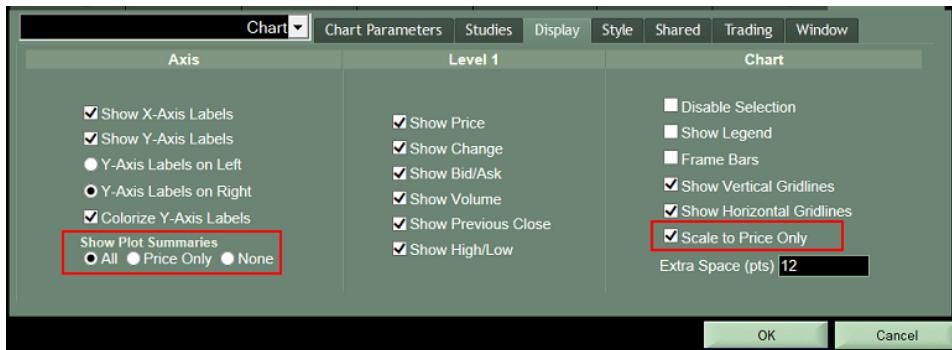 Chart
Chart Parameters Studies Display Style Shared Trading Window
Axis
Show X-Axis Labels
Show Y-Axis Labels
Y-Axis Labels on Left
Y-Axis Labels on Right
Colorize Y-Axis Labels
Show Plot Summaries
All Price Only None
Level 1
Show Price
Show Change
Show Bid/Ask
Show Volume
Show Previous Close
Show High/Low
Chart
Disable Selection
Show Legend
Frame Bars
Show Vertical Gridlines
Show Horizontal Gridlines
Scale to Price Only
Extra Space (pts) 12
OK Cancel